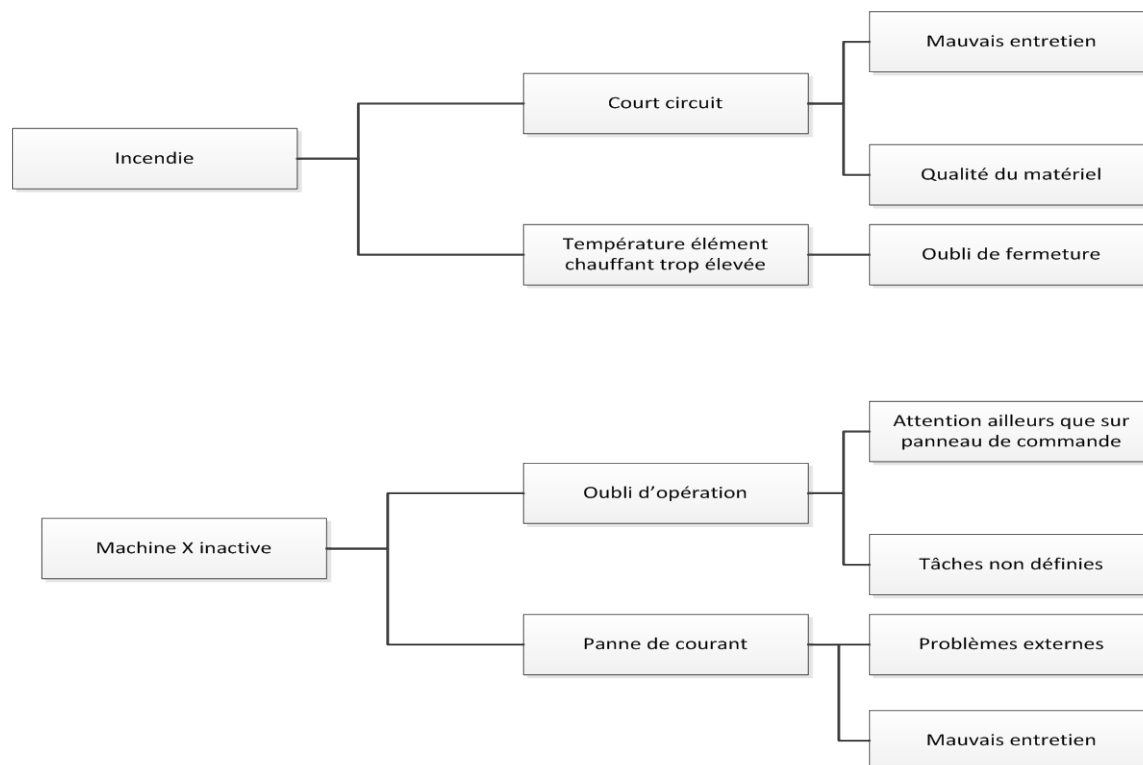 Mauvais entretien
Court circuit
Incendie
Qualité du matériel
Température élément
chauffant trop élevée
Oubli de fermeture
Attention ailleurs que sur
panneau de commande
Oubli d’opération
Machine X inactive
Tâches non définies
Panne de courant
Problèmes externes
Mauvais entretien